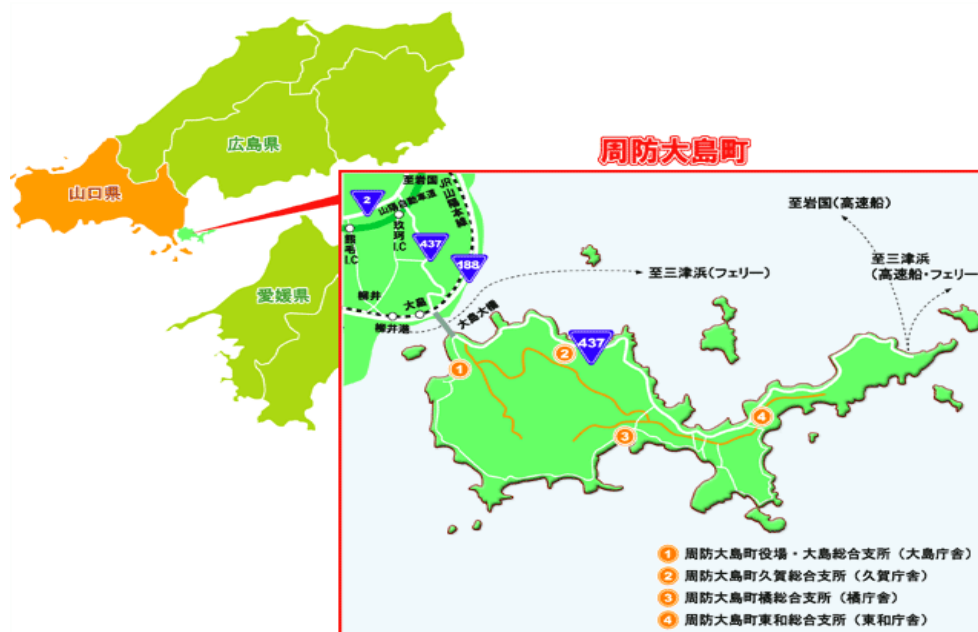 広島県
山口県
愛媛県
周防大島町
至岩国
山陽自動車道
JR山陽本線
2
玖珂I.C
熊毛I.C
437
188
柳井
大畠
柳井港
大島大橋
至三津浜(フェリー)
至岩国(高速船)
至三津浜
(高速船・フェリー
437
1
2
3
4
1 周防大島町役場・大島総合支所(大島庁舎)
2 周防大島町久賀総合支所(久賀庁舎)
3 周防大島町橘総合支所(橘庁舎)
4 周防大島町東和総合支所(東和庁舎)